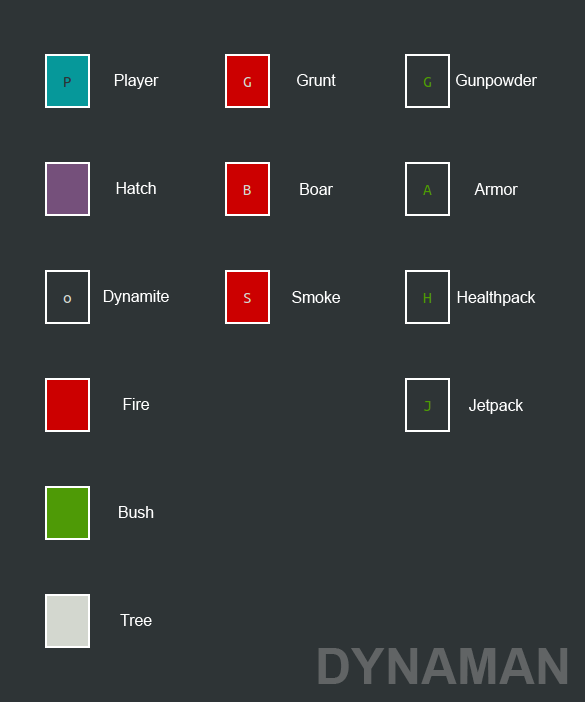 P Player G Grunt G Gunpowder
Hatch B Boar A Armor
o Dynamite S Smoke H Healthpack
Fire J Jetpack
Bush
Tree
DYNAMAN